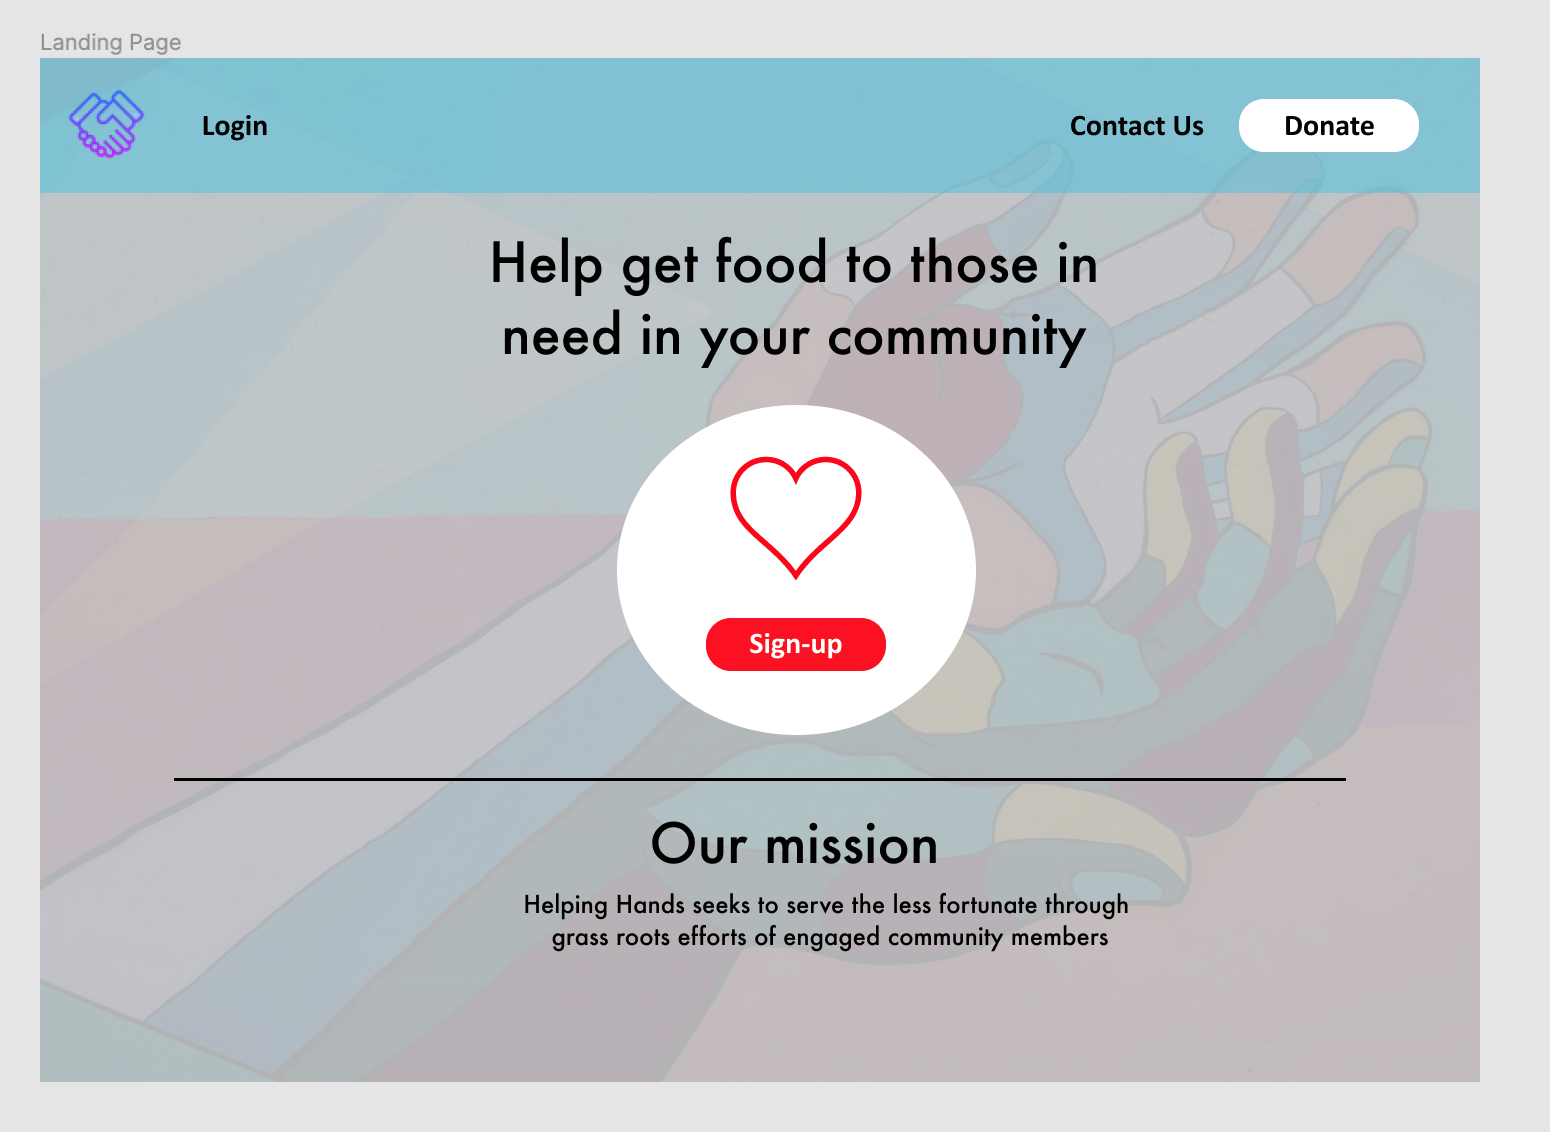 Landing Page
Login
Contact Us
Donate
Help get food to those in
need in your community
Sign-up
Our mission
Helping Hands seeks to serve the less fortunate through
grass roots efforts of engaged community members